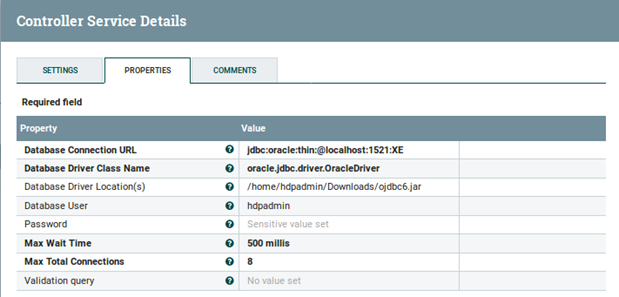 Controller Service Details
SETTINGS PROPERTIES COMMENTS
Required field
Property Value
Database Connection URL jdbc:oracle:thin:@localhost:1521:XE
Database Driver Class Name oracle.jdbc.driver.OracleDriver
Database Driver Location(s) /home/hdpadmin/Downloads/ojdbc6.jar
Database User hdpadmin
Password Sensitive value set
Max Wait Time 500 millis
Max Total Connections 8
Validation query No value set